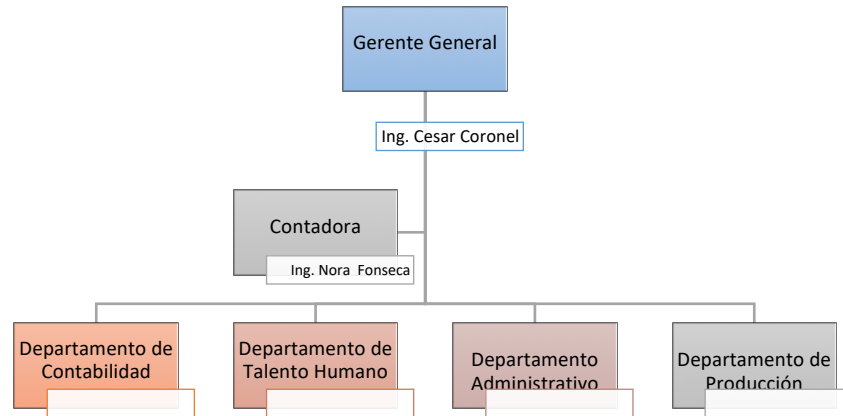 Gerente General
Ing. Cesar Coronel
Contadora
Ing. Nora Fonseca
Departamento de
Contabilidad
Departamento de
Talento Humano
Departamento
Administrativo
Departamento de
Producción